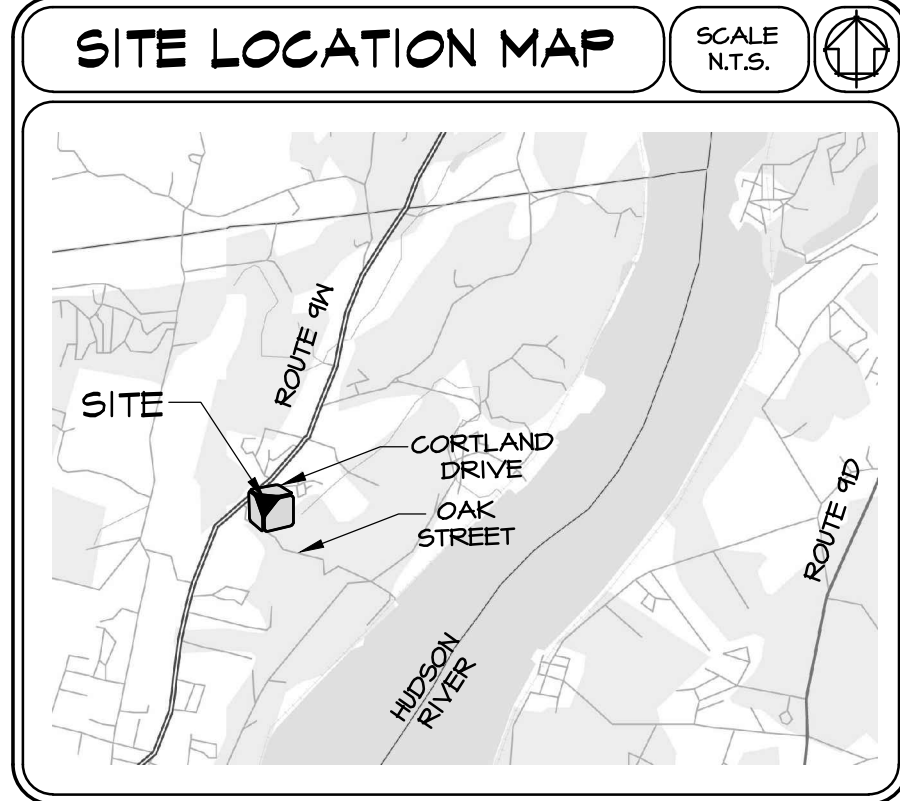 SITE LOCATION MAP
SCALE
N.T.S.
ROUTE 9W
SITE
CORTLAND
DRIVE
OAK
STREET
ROUTE 9D
HUDSON
RIVER